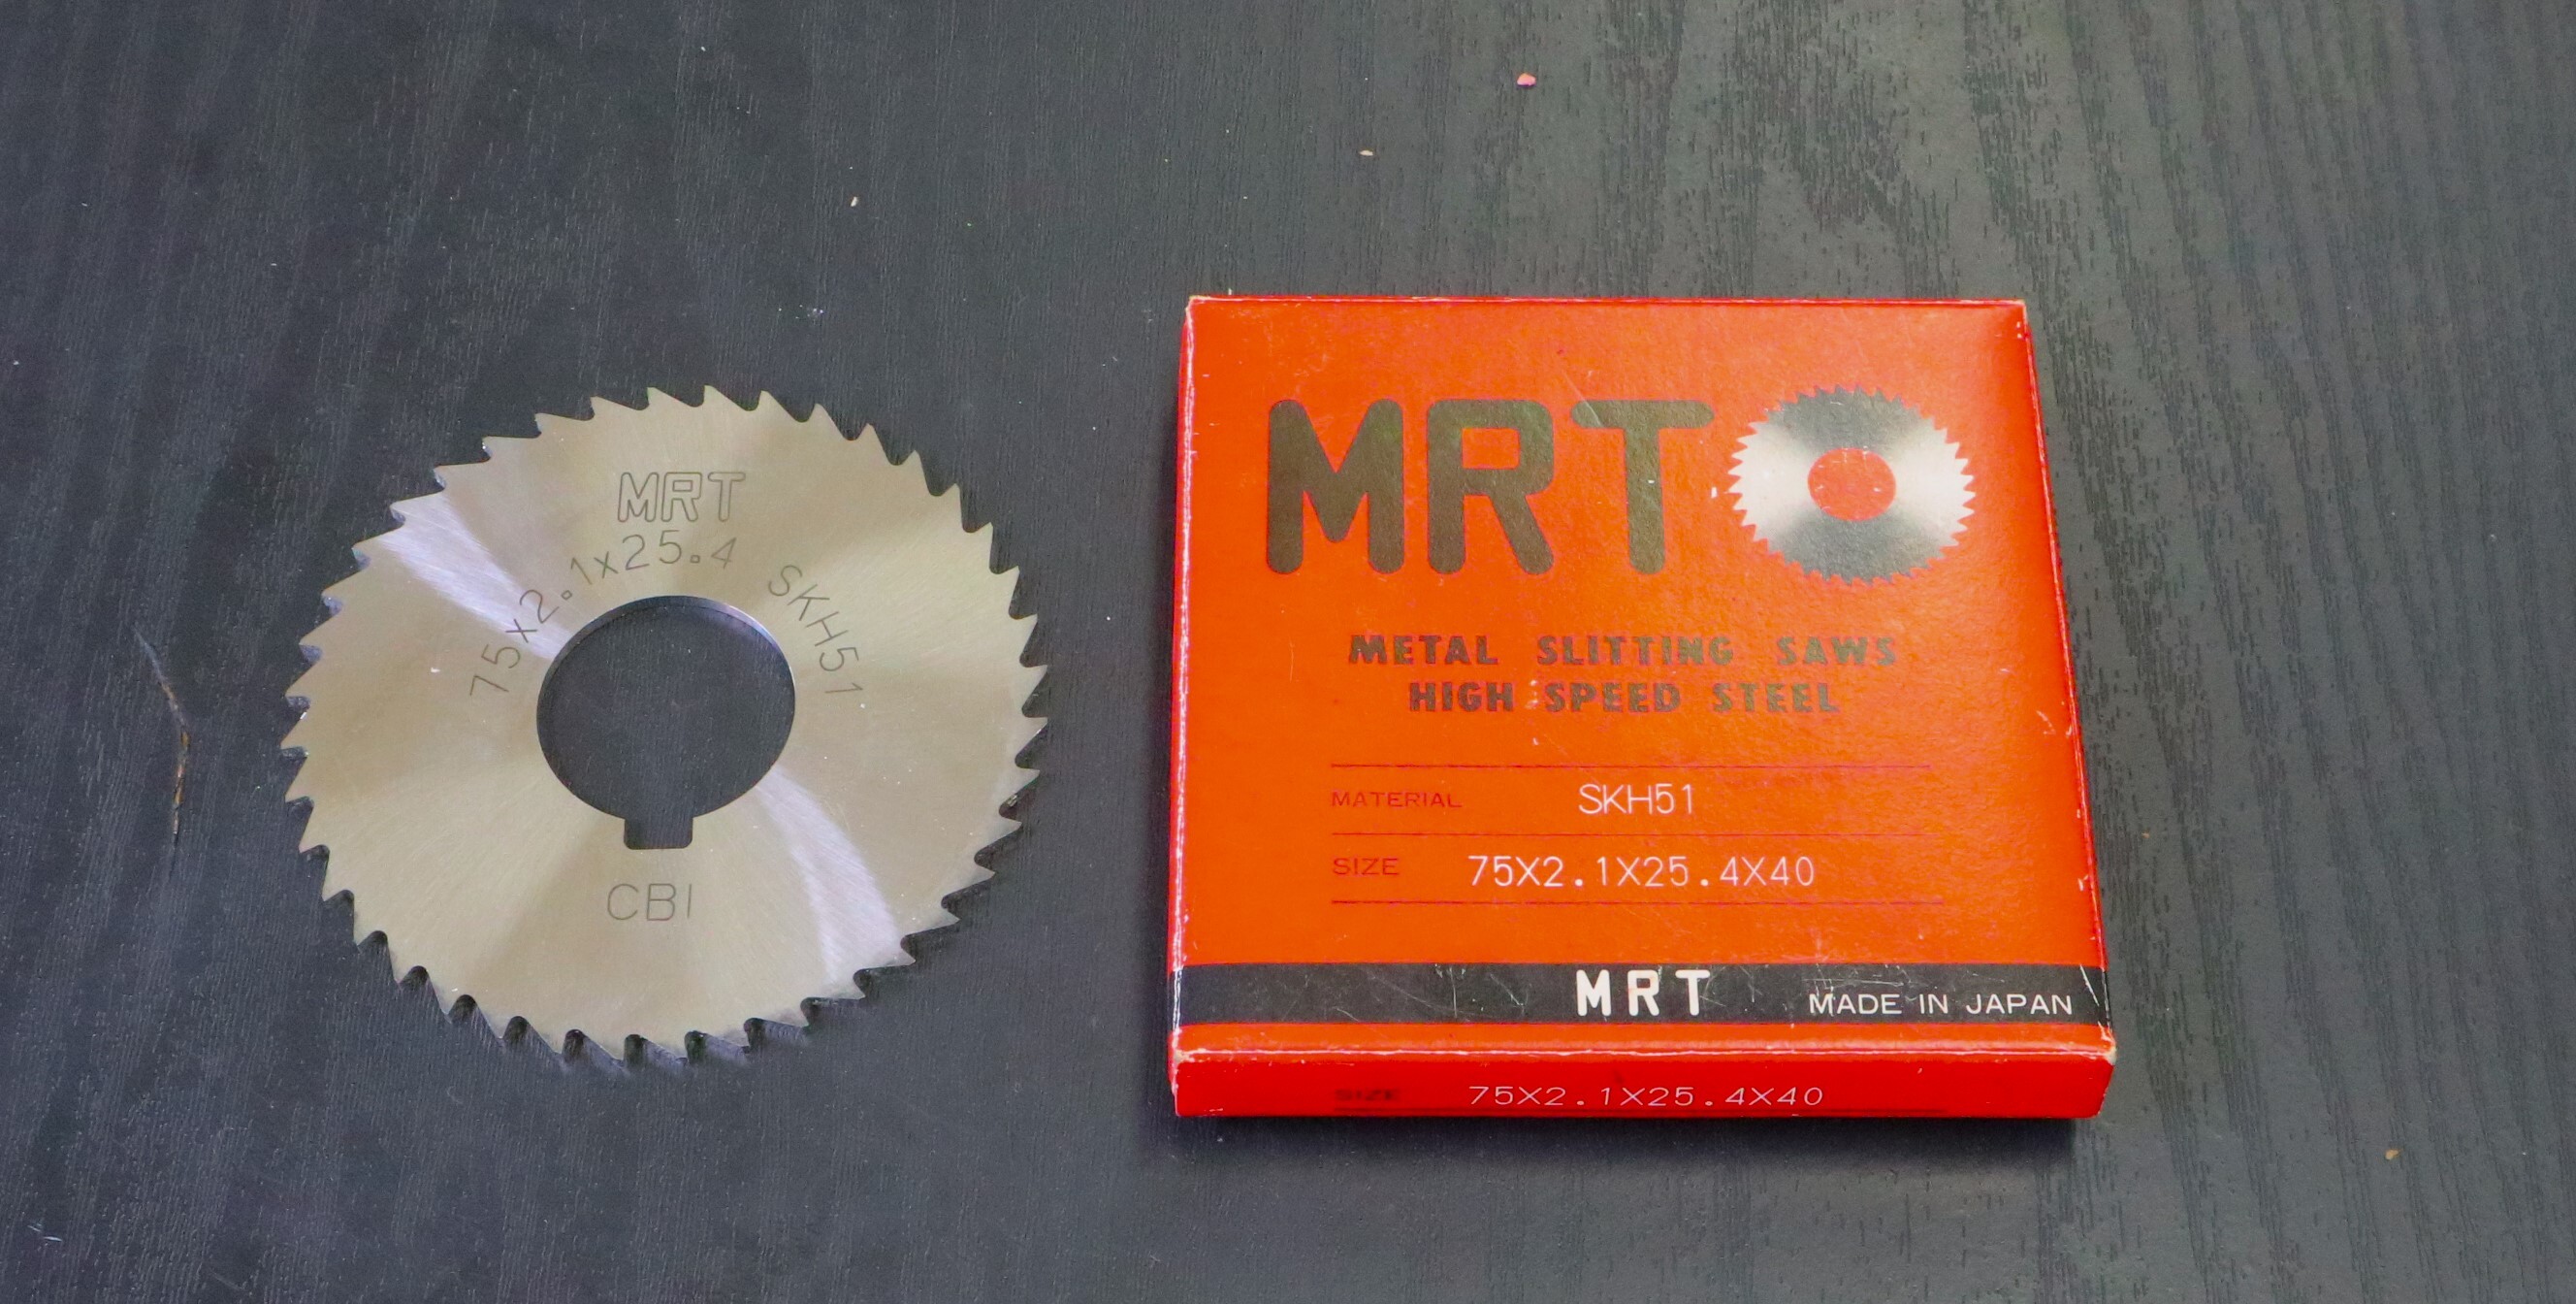 MRT
75x2.1x25.4 SKH51
CBI
MRT
METAL SLITTING SAWS
HIGH SPEED STEEL
MATERIAL SKH51
SIZE 75X2.1X25.4X40
MRT MADE IN JAPAN
SIZE 75X2.1X25.4X40